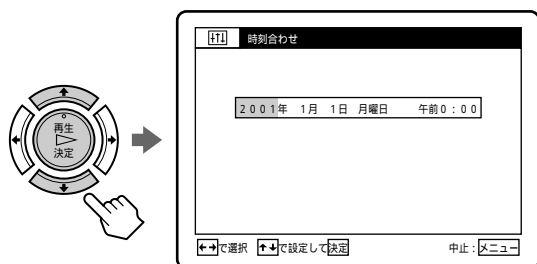 時刻合わせ
2001年 1月 1日 月曜日 午前0:00
再生
決定
←→で選択 ↑↓で設定して決定 中止:メニュー